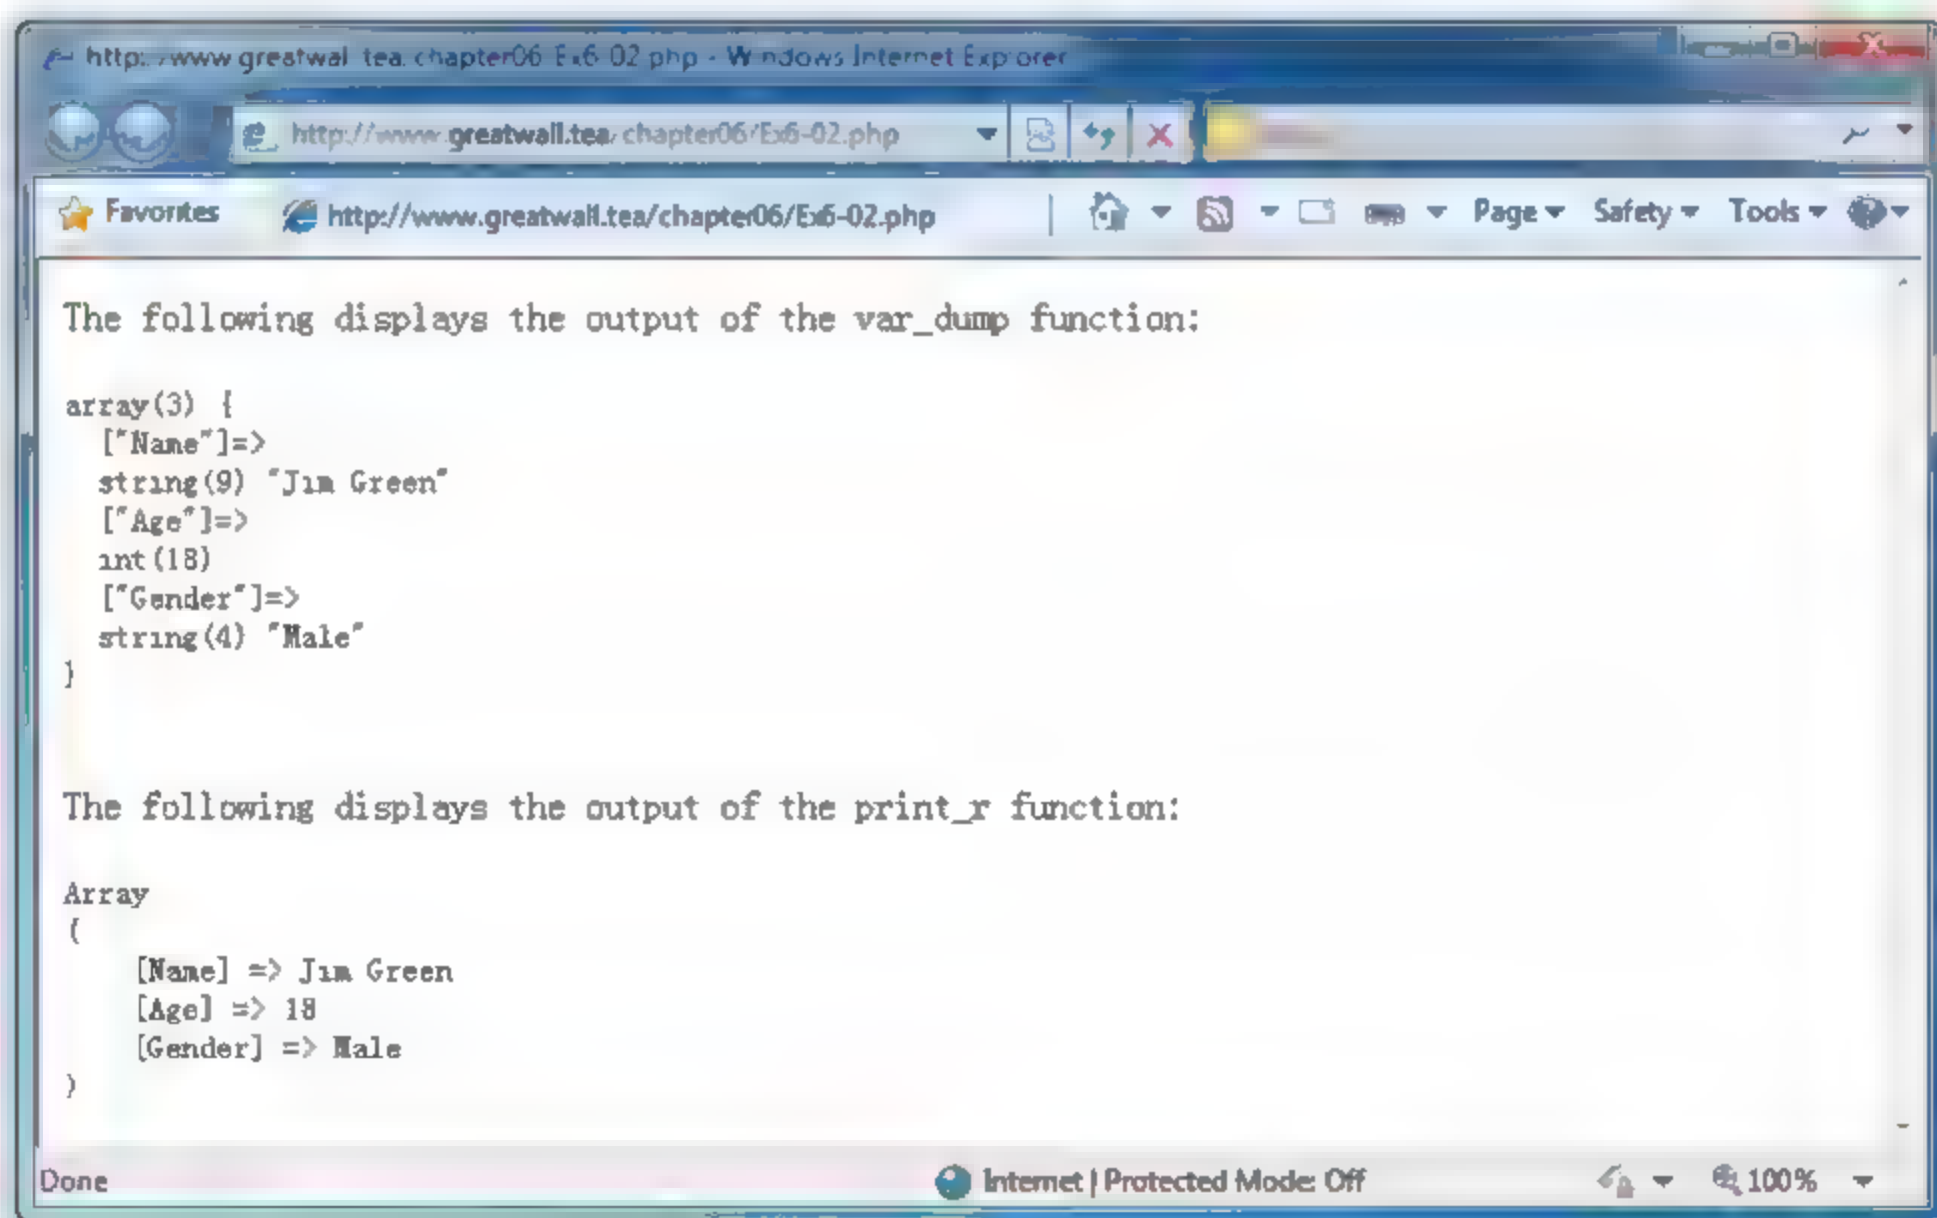 http://www.greatwall.tea/chapter06/Ex6-02.php - Windows Internet Explorer
http://www.greatwall.tea/chapter06/Ex6-02.php
Favorites http://www.greatwall.tea/chapter06/Ex6-02.php Page Safety Tools
The following displays the output of the var_dump function:
array(3) {
["Name"]=>
string(9) "Jim Green"
["Age"]=>
int(18)
["Gender"]=>
string(4) "Male"
}
The following displays the output of the print_r function:
Array
(
[Name] => Jim Green
[Age] => 18
[Gender] => Male
)
Done Internet | Protected Mode: Off 100%